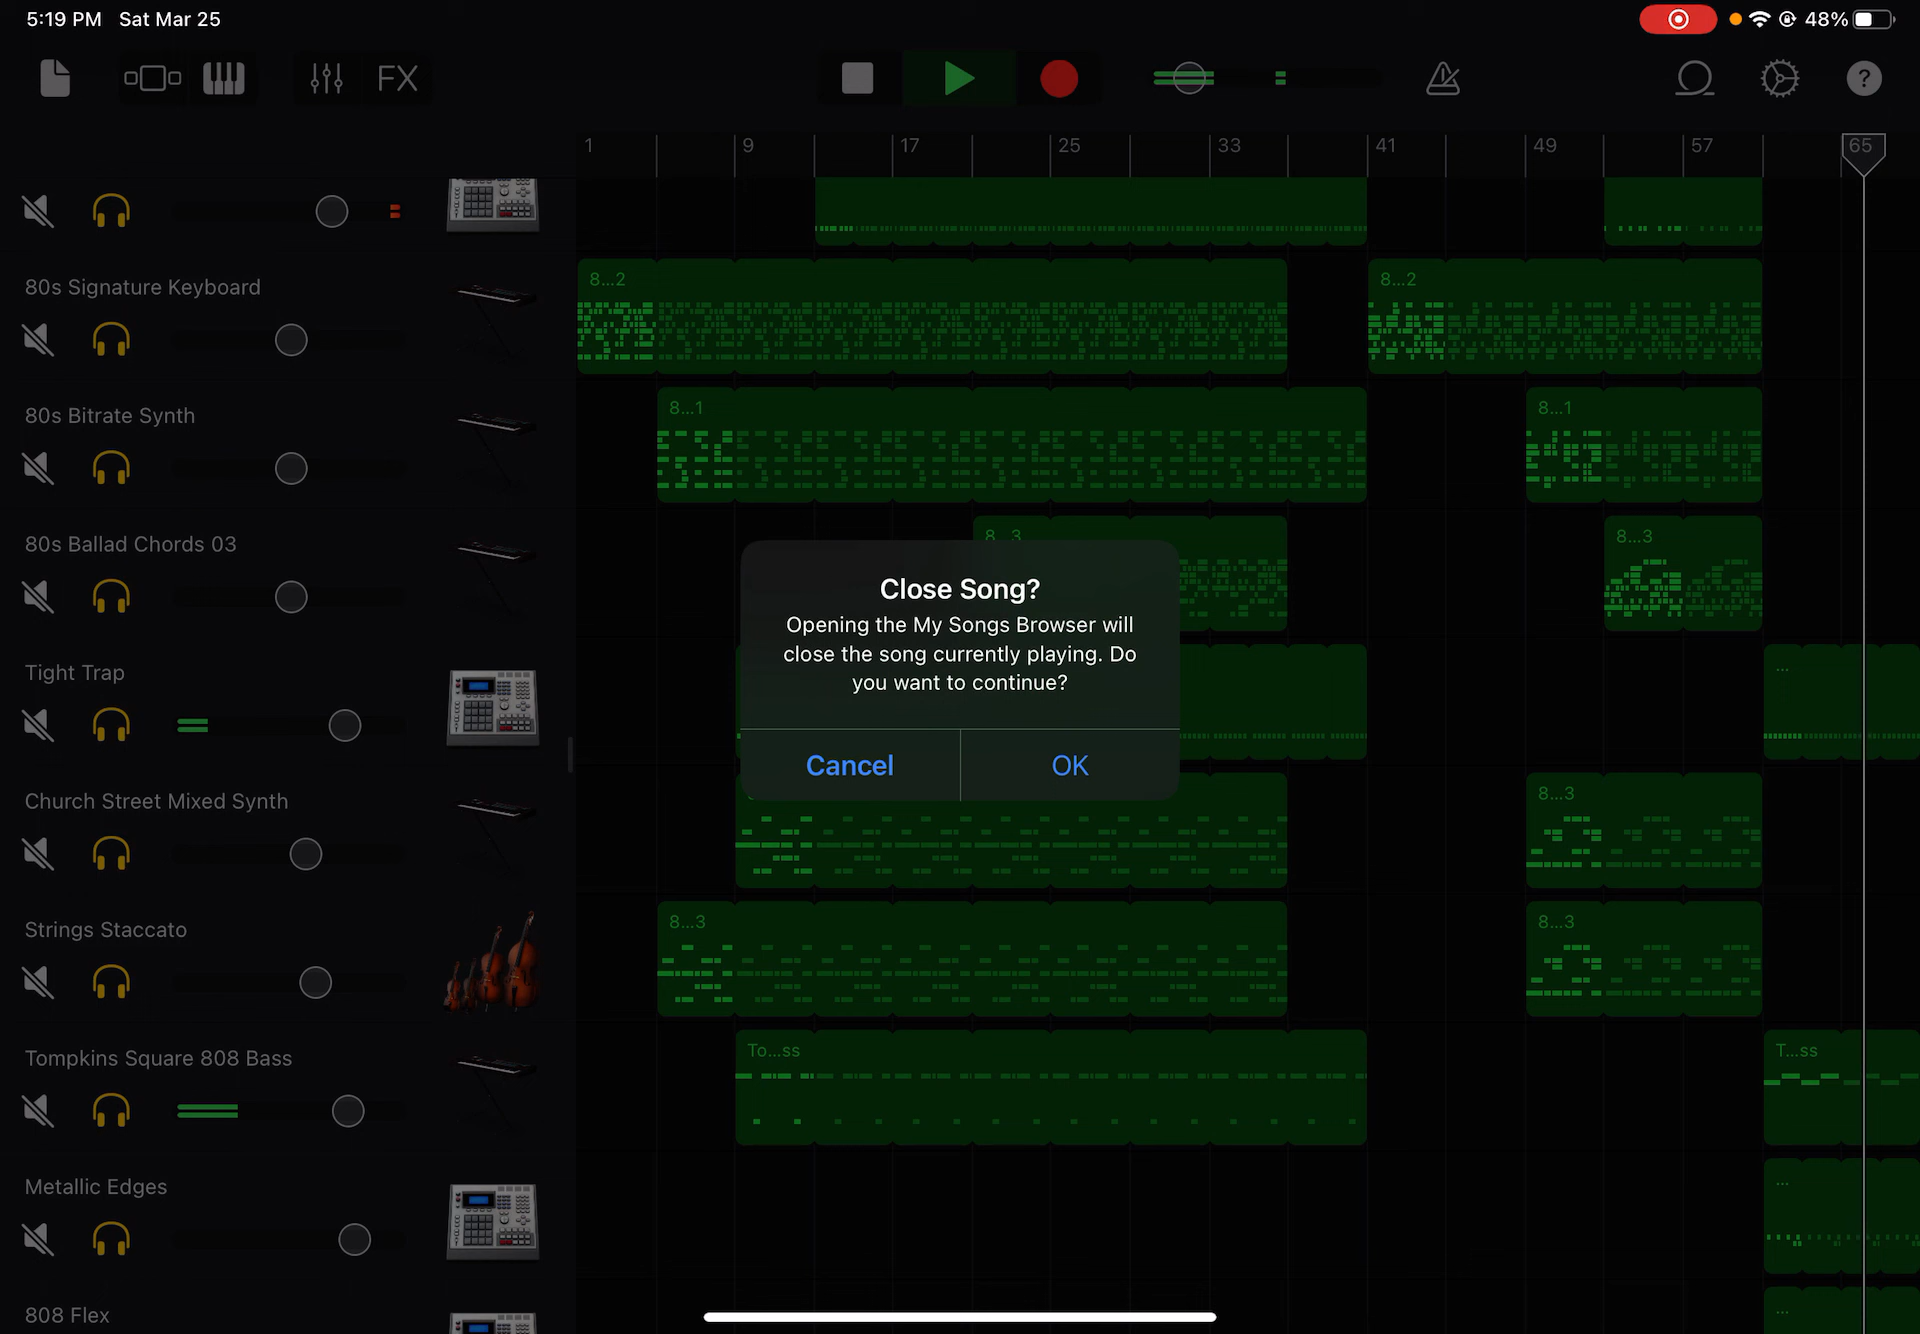 5:19 PM Sat Mar 25
48%
FX
?
1 9 17 25 33 41 49 57 65
80s Signature Keyboard
8...2 8...2
80s Bitrate Synth
8...1 8...1
80s Ballad Chords 03
8...3 8...3
Close Song?
Opening the My Songs Browser will
close the song currently playing. Do
you want to continue?
Cancel OK
Tight Trap
...
Church Street Mixed Synth
8...3
Strings Staccato
8...3 8...3
Tompkins Square 808 Bass
To...ss T...ss
Metallic Edges
...
808 Flex
...